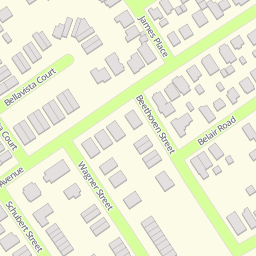 James Place
Bellavista Court
Beethoven Street
Belair Road
Court
Avenue
Wagner Street
Schubert Street